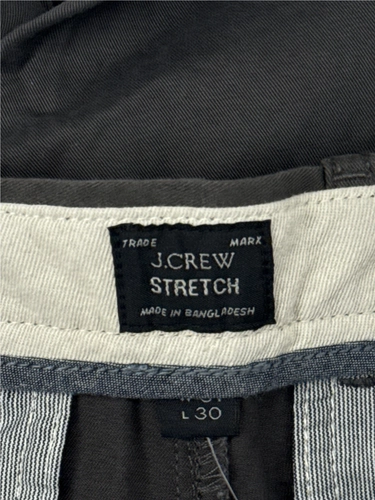 TRADE MARK
J.CREW
STRETCH
MADE IN BANGLADESH
L 30